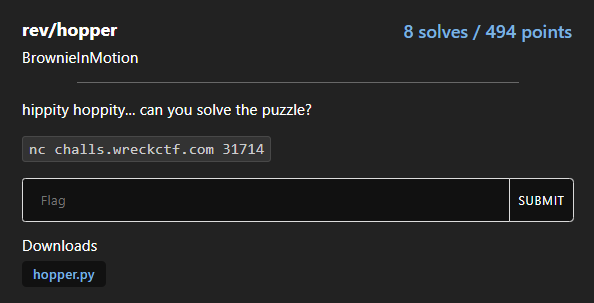 rev/hopper
8 solves / 494 points
BrownieInMotion
hippity hoppity... can you solve the puzzle?
nc challs.wreckctf.com 31714
Flag
SUBMIT
Downloads
hopper.py